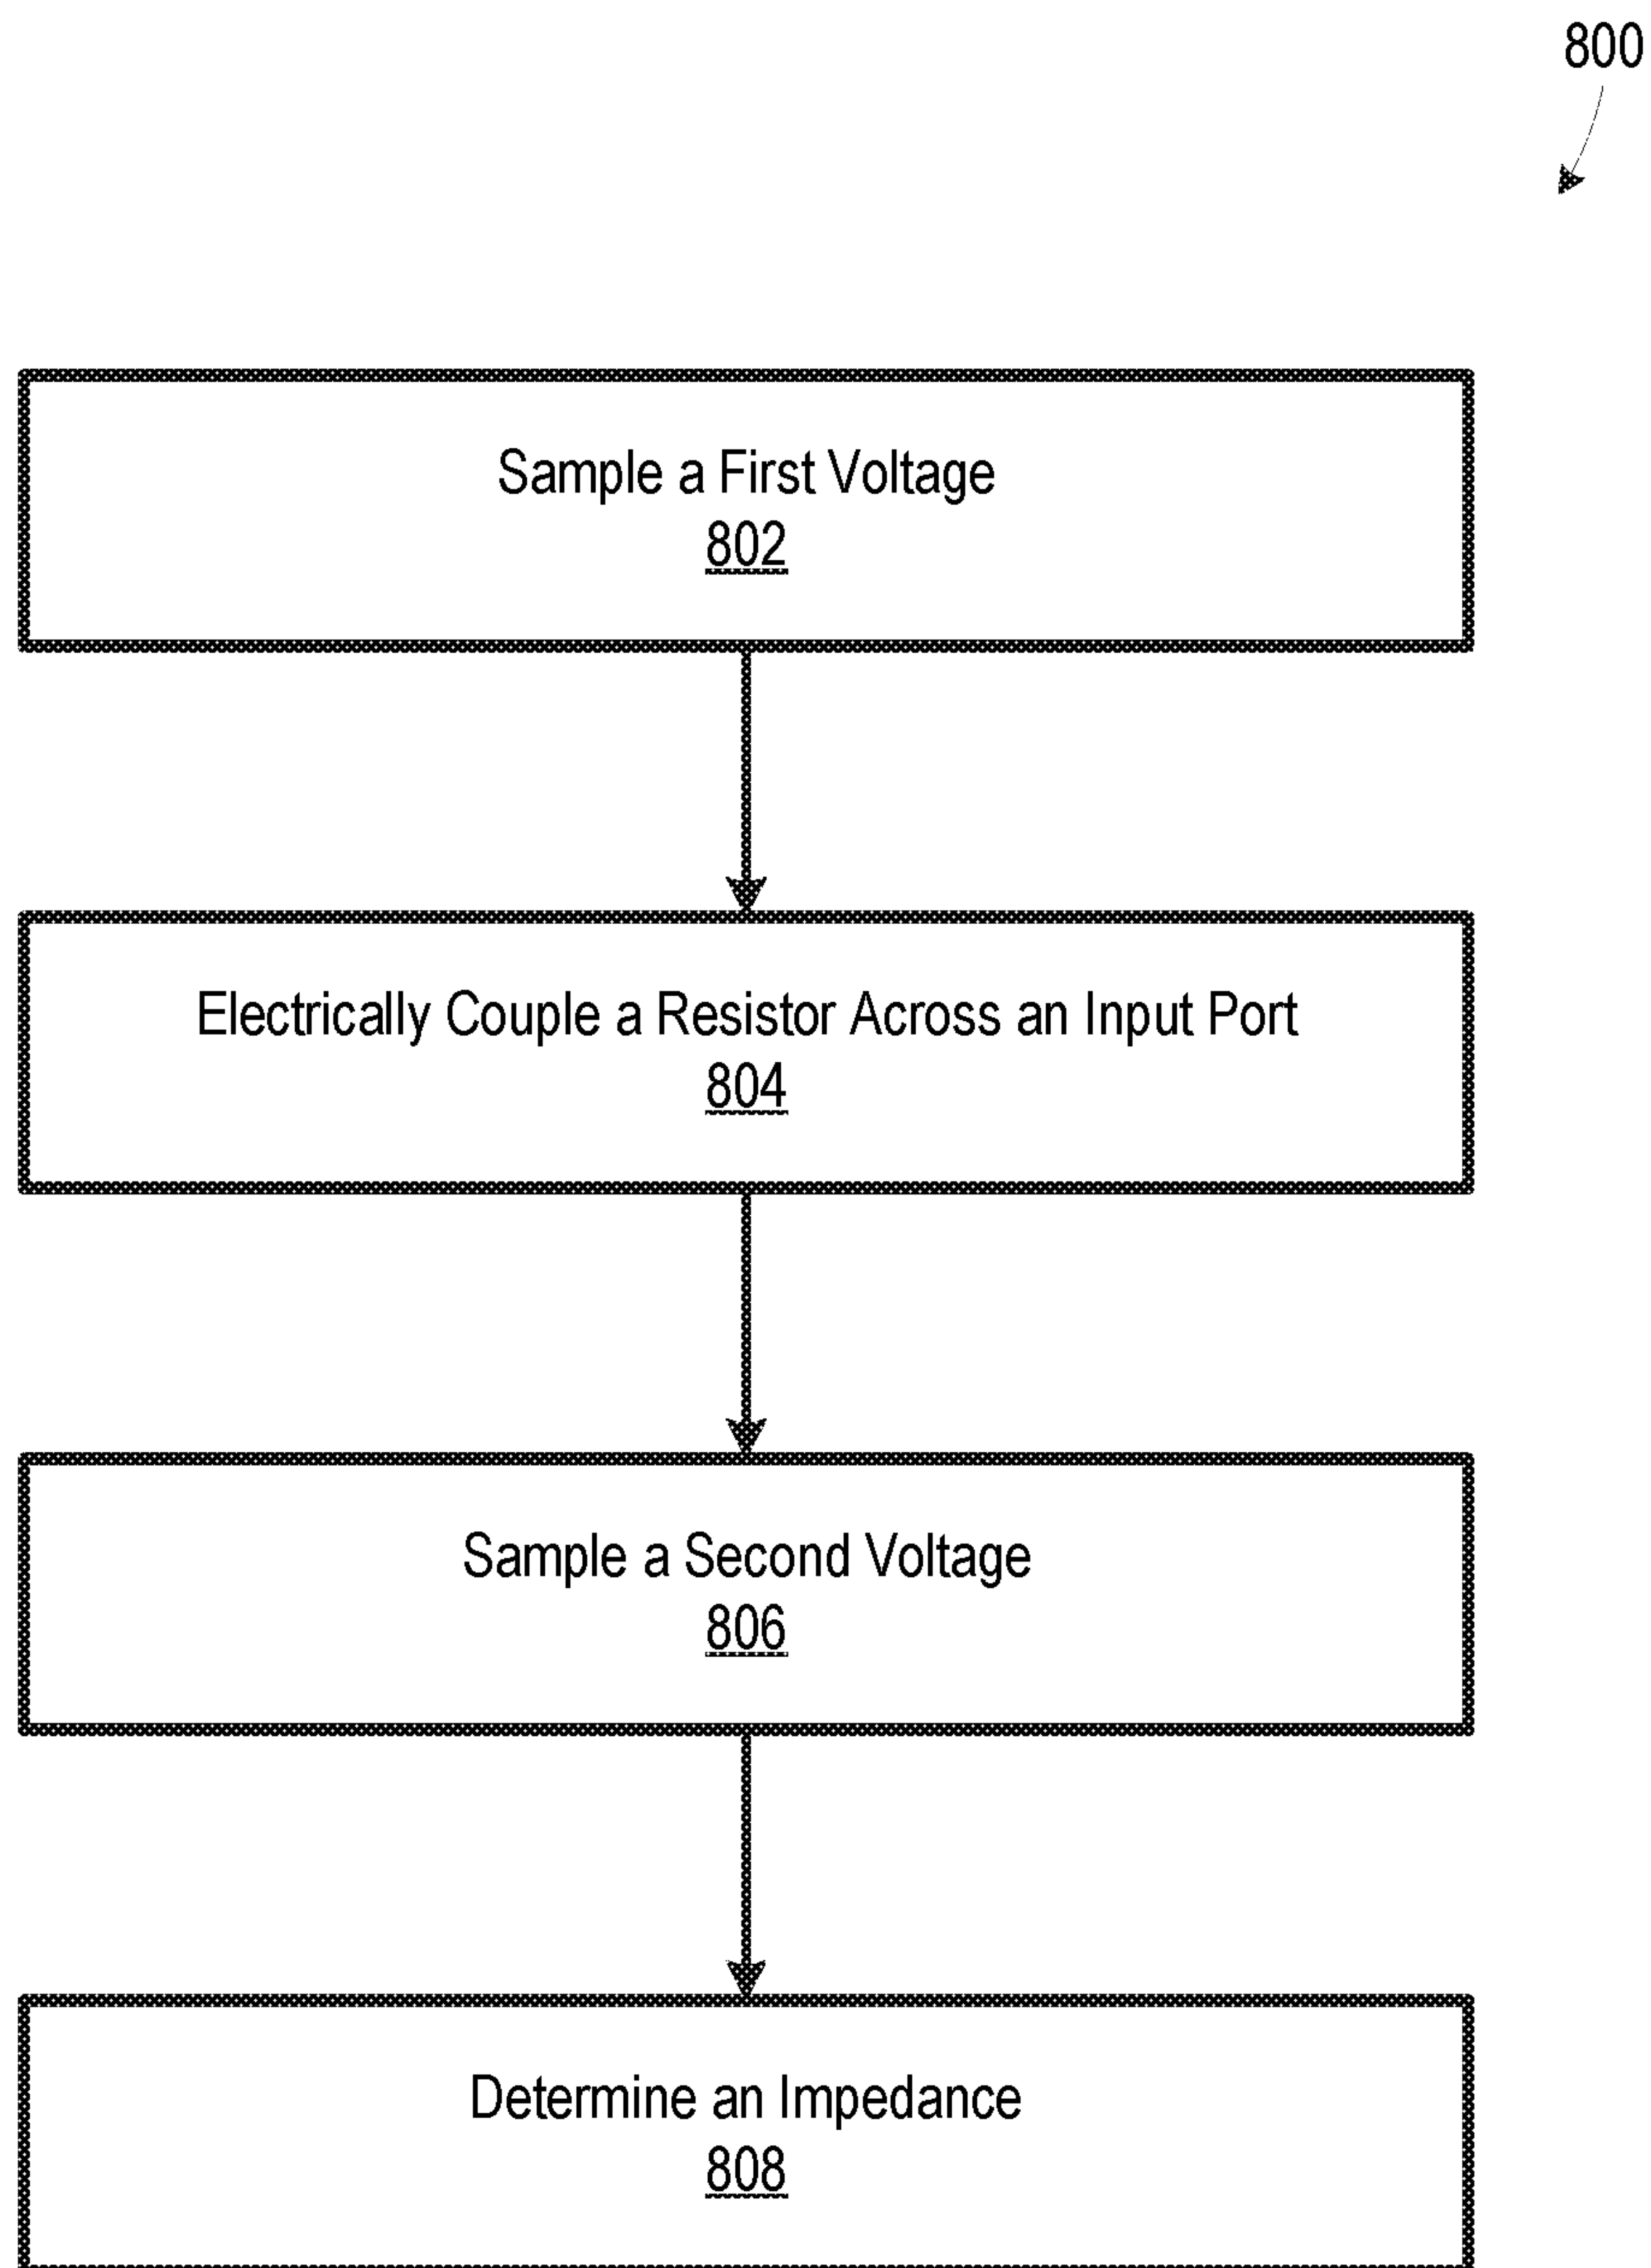 800
Sample a First Voltage
802
Electrically Couple a Resistor Across an Input Port
804
Sample a Second Voltage
806
Determine an Impedance
808